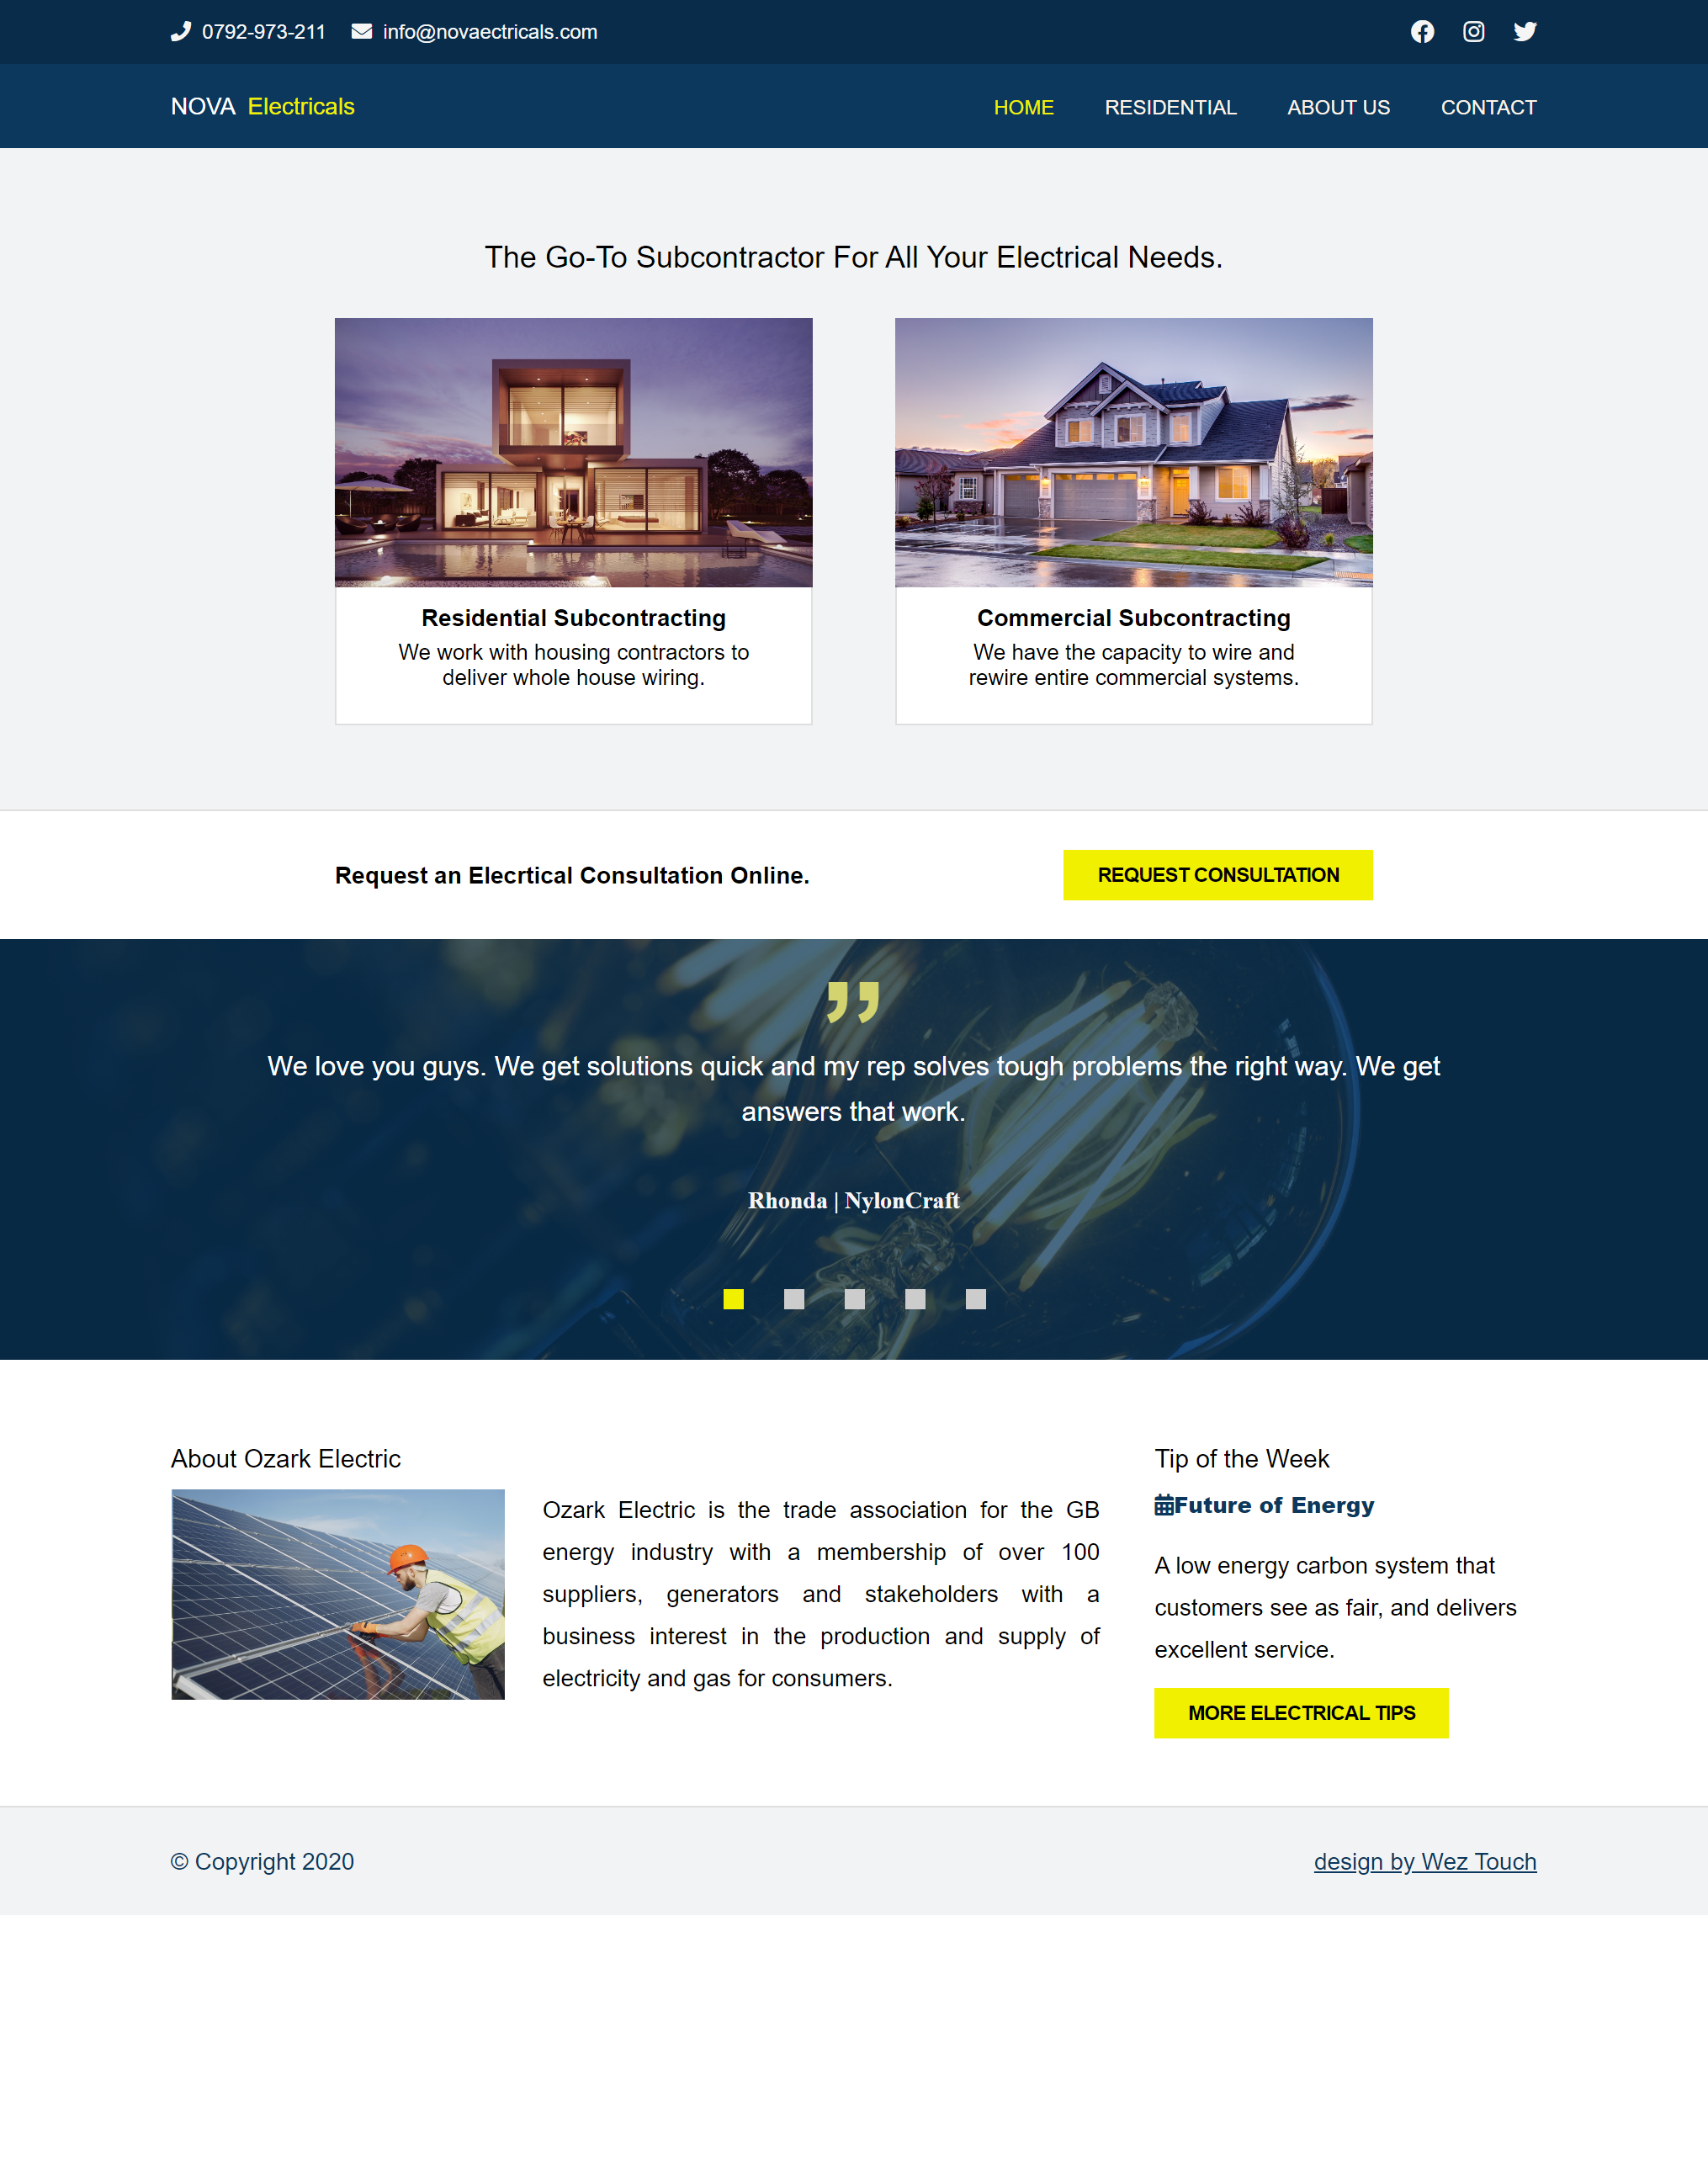 0792-973-211 info@novaectricals.com
NOVA Electricals
HOME RESIDENTIAL ABOUT US CONTACT
The Go-To Subcontractor For All Your Electrical Needs.
Residential Subcontracting
We work with housing contractors to
deliver whole house wiring.
Commercial Subcontracting
We have the capacity to wire and
rewire entire commercial systems.
Request an Elecrtical Consultation Online.
REQUEST CONSULTATION
We love you guys. We get solutions quick and my rep solves tough problems the right way. We get
answers that work.
Rhonda | NylonCraft
About Ozark Electric
Ozark Electric is the trade association for the GB
energy industry with a membership of over 100
suppliers, generators and stakeholders with a
business interest in the production and supply of
electricity and gas for consumers.
Tip of the Week
Future of Energy
A low energy carbon system that
customers see as fair, and delivers
excellent service.
MORE ELECTRICAL TIPS
© Copyright 2020
design by Wez Touch